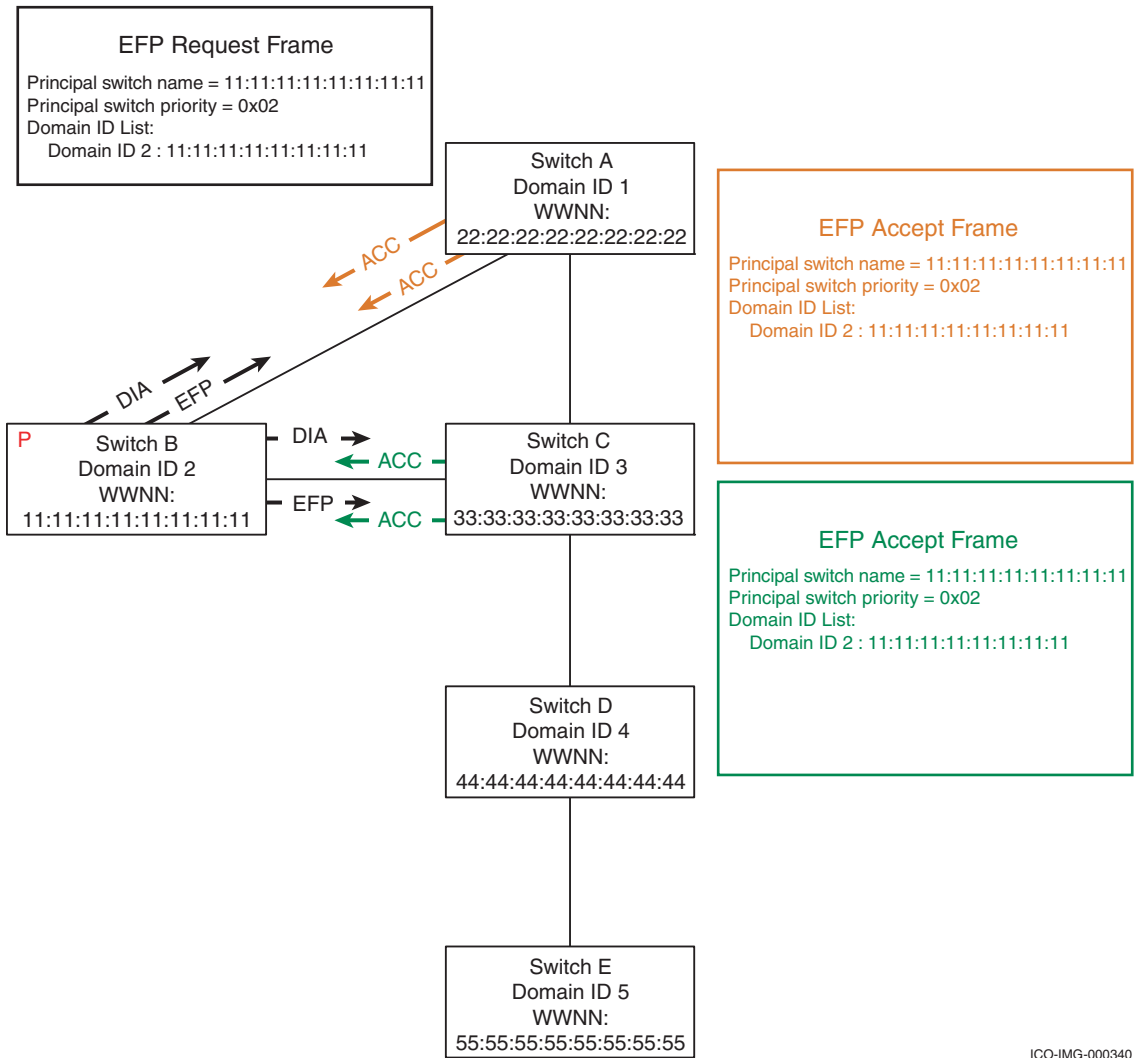 EFP Request Frame
Principal switch name = 11:11:11:11:11:11:11:11
Principal switch priority = 0x02
Domain ID List:
Domain ID 2 : 11:11:11:11:11:11:11:11
Switch A
Domain ID 1
WWNN:
22:22:22:22:22:22:22:22
EFP Accept Frame
Principal switch name = 11:11:11:11:11:11:11:11
Principal switch priority = 0x02
Domain ID List:
Domain ID 2 : 11:11:11:11:11:11:11:11
ACC
ACC
DIA
EFP
P
Switch B
Domain ID 2
WWNN:
11:11:11:11:11:11:11:11
DIA
ACC
EFP
ACC
Switch C
Domain ID 3
WWNN:
33:33:33:33:33:33:33:33
EFP Accept Frame
Principal switch name = 11:11:11:11:11:11:11:11
Principal switch priority = 0x02
Domain ID List:
Domain ID 2 : 11:11:11:11:11:11:11:11
Switch D
Domain ID 4
WWNN:
44:44:44:44:44:44:44:44
Switch E
Domain ID 5
WWNN:
55:55:55:55:55:55:55:55
ICO-IMG-000340